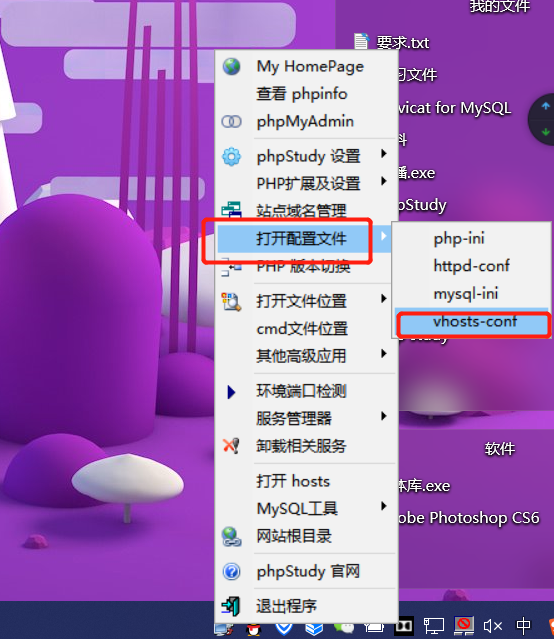 我的文件
要求.txt
习文件
vicat for MySQL
料
播.exe
pStudy
My HomePage
查看 phpinfo
phpMyAdmin
phpStudy 设置
PHP扩展及设置
站点域名管理
打开配置文件
PHP 版本切换
打开文件位置
cmd文件位置
其他高级应用
环境端口检测
服务管理器
卸载相关服务
打开 hosts
MySQL工具
网站根目录
phpStudy 官网
退出程序
php-ini
httpd-conf
mysql-ini
vhosts-conf
软件
体库.exe
obe Photoshop CS6
中